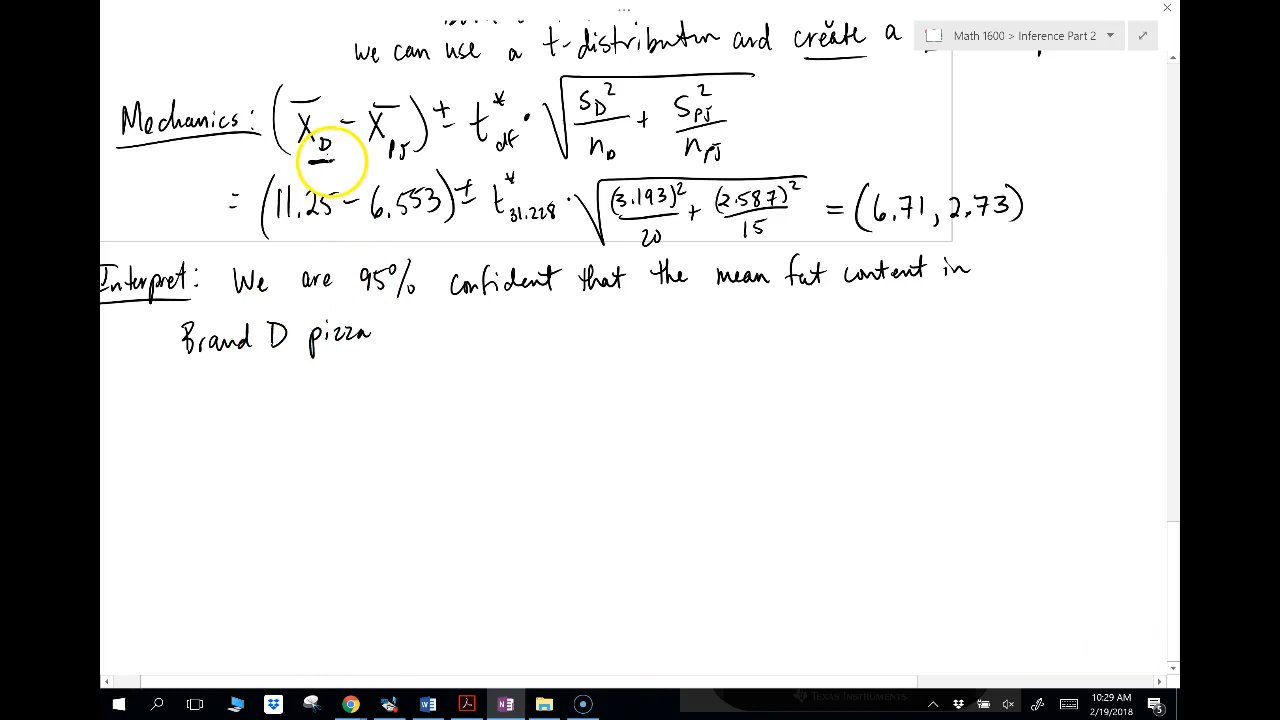 we can use a t-distribution and create a
Math 1600 > Inference Part 2
Mechanics: (X̄_D - X̄_PJ) ± t*_df · √(S_D²/n_D + S_PJ²/n_PJ)
= (11.25 - 6.553) ± t*_31.228 · √((3.193)²/20 + (2.587)²/15) = (6.71, 2.73)
Interpret: We are 95% confident that the mean fat content in
Brand D pizza
10:29 AM
2/19/2018